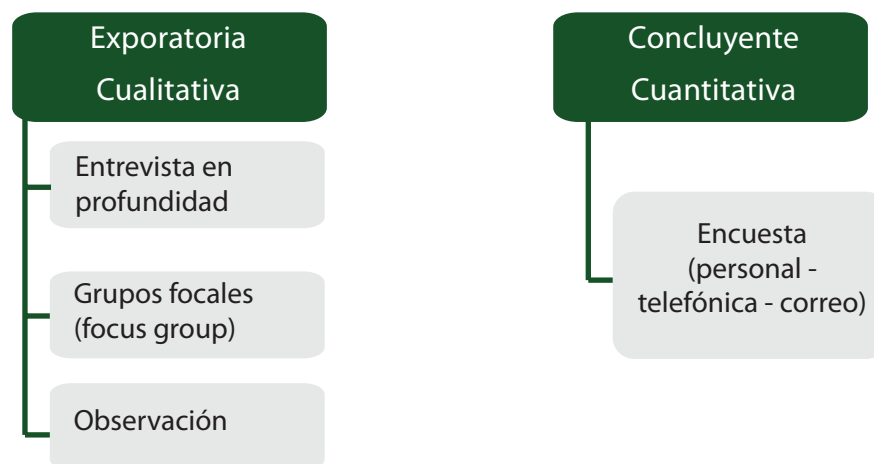 Exporatoria
Cualitativa
Entrevista en
profundidad
Grupos focales
(focus group)
Observación
Concluyente
Cuantitativa
Encuesta
(personal -
telefónica - correo)